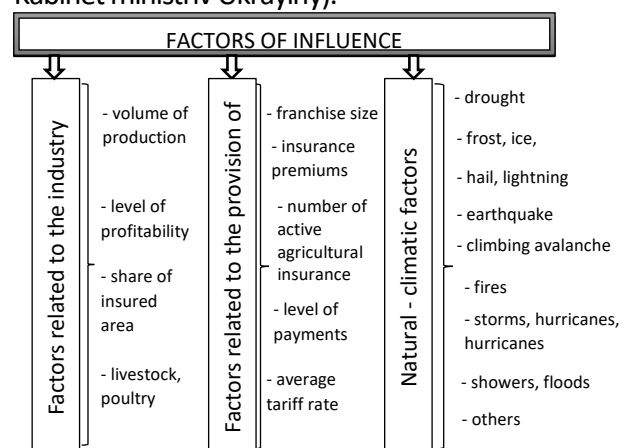 Kabinet ministriv Ukrayiny).
FACTORS OF INFLUENCE
Factors related to the industry
- volume of
production
- level of
profitability
- share of
insured
area
- livestock,
poultry
Factors related to the provision of
- franchise size
- insurance
premiums
- number of
active
agricultural
insurance
- level of
payments
- average
tariff rate
Natural - climatic factors
- drought
- frost, ice,
- hail, lightning
- earthquake
- climbing avalanche
- fires
- storms, hurricanes,
hurricanes
- showers, floods
- others